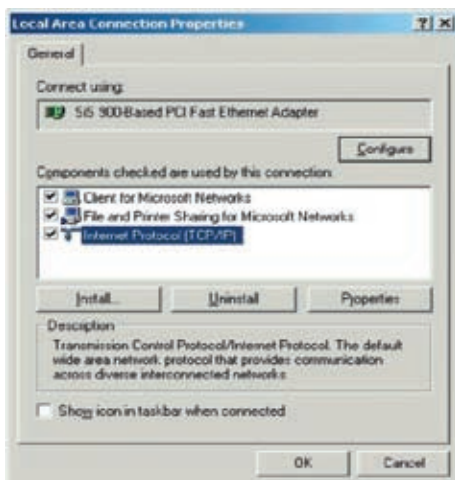 Local Area Connection Properties
General
Connect using:
SiS 900-Based PCI Fast Ethernet Adapter
Configure
Components checked are used by this connection:
Client for Microsoft Networks
File and Printer Sharing for Microsoft Networks
Internet Protocol (TCP/IP)
Install... Uninstall Properties
Description
Transmission Control Protocol/Internet Protocol. The default
wide area network protocol that provides communication
across diverse interconnected networks.
Show icon in taskbar when connected
OK Cancel